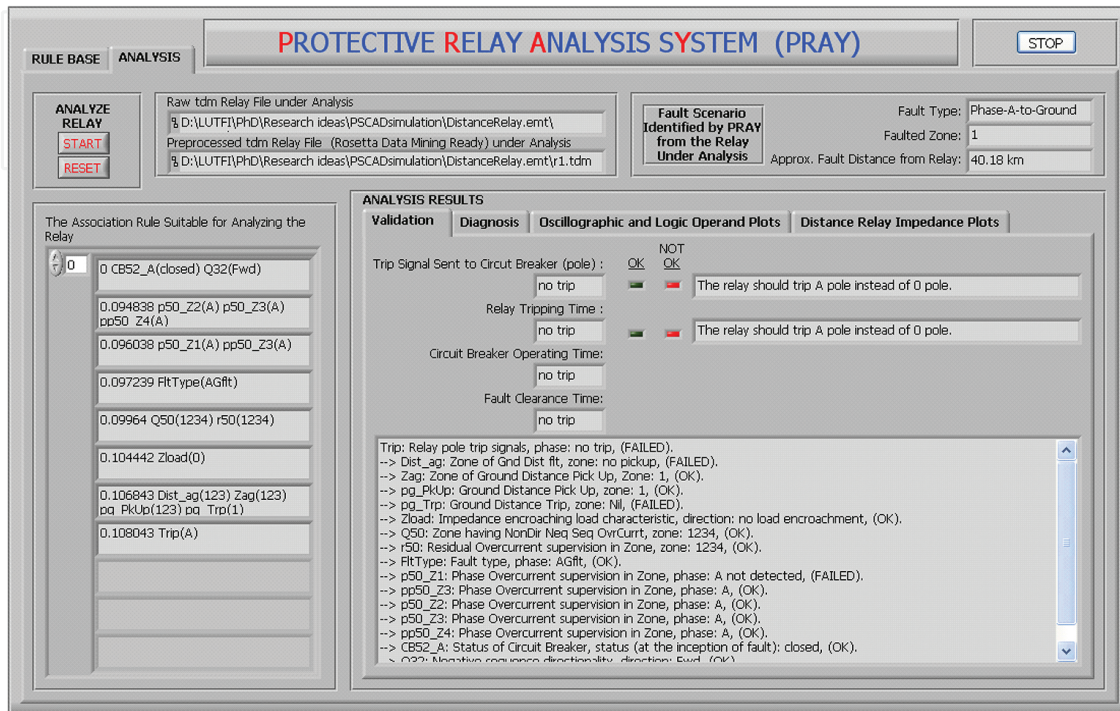 PROTECTIVE RELAY ANALYSIS SYSTEM (PRAY)
STOP
RULE BASE
ANALYSIS
ANALYZE
RELAY
START
RESET
Raw tdm Relay File under Analysis
D:\LUTFI\PhD\Research ideas\PSCADsimulation\DistanceRelay.emt\
Preprocessed tdm Relay File (Rosetta Data Mining Ready) under Analysis
D:\LUTFI\PhD\Research ideas\PSCADsimulation\DistanceRelay.emt\r1.tdm
Fault Scenario
Identified by PRAY
from the Relay
Under Analysis
Fault Type: Phase-A-to-Ground
Faulted Zone: 1
Approx. Fault Distance from Relay: 40.18 km
The Association Rule Suitable for Analyzing the
Relay
0
0 CB52_A(closed) Q32(Fwd)
0.094838 p50_Z2(A) p50_Z3(A)
pp50_Z4(A)
0.096038 p50_Z1(A) pp50_Z3(A)
0.097239 FltType(AGflt)
0.09964 Q50(1234) r50(1234)
0.104442 Zload(0)
0.106843 Dist_ag(123) Zag(123)
pg_PkUp(123) pg_Trp(1)
0.108043 Trip(A)
ANALYSIS RESULTS
Validation
Diagnosis
Oscillographic and Logic Operand Plots
Distance Relay Impedance Plots
Trip Signal Sent to Circut Breaker (pole) :
OK
NOT
OK
no trip
The relay should trip A pole instead of 0 pole.
Relay Tripping Time :
no trip
The relay should trip A pole instead of 0 pole.
Circuit Breaker Operating Time:
no trip
Fault Clearance Time:
no trip
Trip: Relay pole trip signals, phase: no trip, (FAILED).
--> Dist_ag: Zone of Gnd Dist flt, zone: no pickup, (FAILED).
--> Zag: Zone of Ground Distance Pick Up, Zone: 1, (OK).
--> pg_PkUp: Ground Distance Pick Up, zone: 1, (OK).
--> pg_Trp: Ground Distance Trip, zone: Nil, (FAILED).
--> Zload: Impedance encroaching load characteristic, direction: no load encroachment, (OK).
--> Q50: Zone having NonDir Neq Seq OvrCurrt, zone: 1234, (OK).
--> r50: Residual Overcurrent supervision in Zone, zone: 1234, (OK).
--> FltType: Fault type, phase: AGflt, (OK).
--> p50_Z1: Phase Overcurrent supervision in Zone, phase: A not detected, (FAILED).
--> pp50_Z3: Phase Overcurrent supervision in Zone, phase: A, (OK).
--> p50_Z2: Phase Overcurrent supervision in Zone, phase: A, (OK).
--> p50_Z3: Phase Overcurrent supervision in Zone, phase: A, (OK).
--> pp50_Z4: Phase Overcurrent supervision in Zone, phase: A, (OK).
--> CB52_A: Status of Circuit Breaker, status (at the inception of fault): closed, (OK).
--> Q32: Negative sequence directionality, direction: Fwd, (OK).